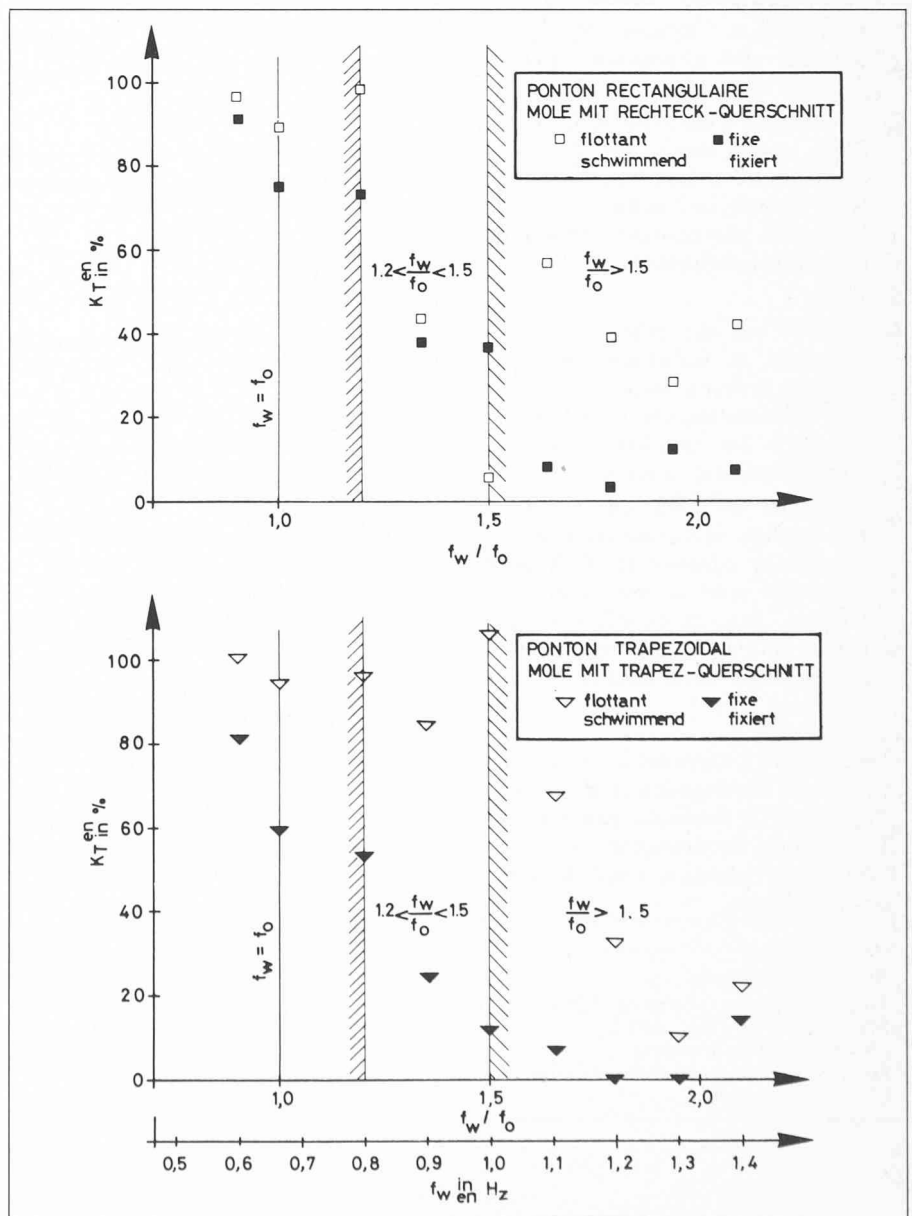 100
80
60
40
20
0
K_T en in %
PONTON RECTANGULAIRE
MOLE MIT RECHTECK-QUERSCHNITT
□ flottant ■ fixe
schwimmend fixiert
1.2 < f_w / f_o < 1.5
f_w / f_o > 1.5
f_w = f_o
1,0 1,5 2,0
f_w / f_o
100
80
60
40
20
0
K_T en in %
PONTON TRAPEZOIDAL
MOLE MIT TRAPEZ-QUERSCHNITT
▽ flottant ▼ fixe
schwimmend fixiert
1.2 < f_w / f_o < 1.5
f_w / f_o > 1.5
f_w = f_o
1,0 1,5 2,0
f_w / f_o
0,5 0,6 0,7 0,8 0,9 1,0 1,1 1,2 1,3 1,4
f_w in en Hz